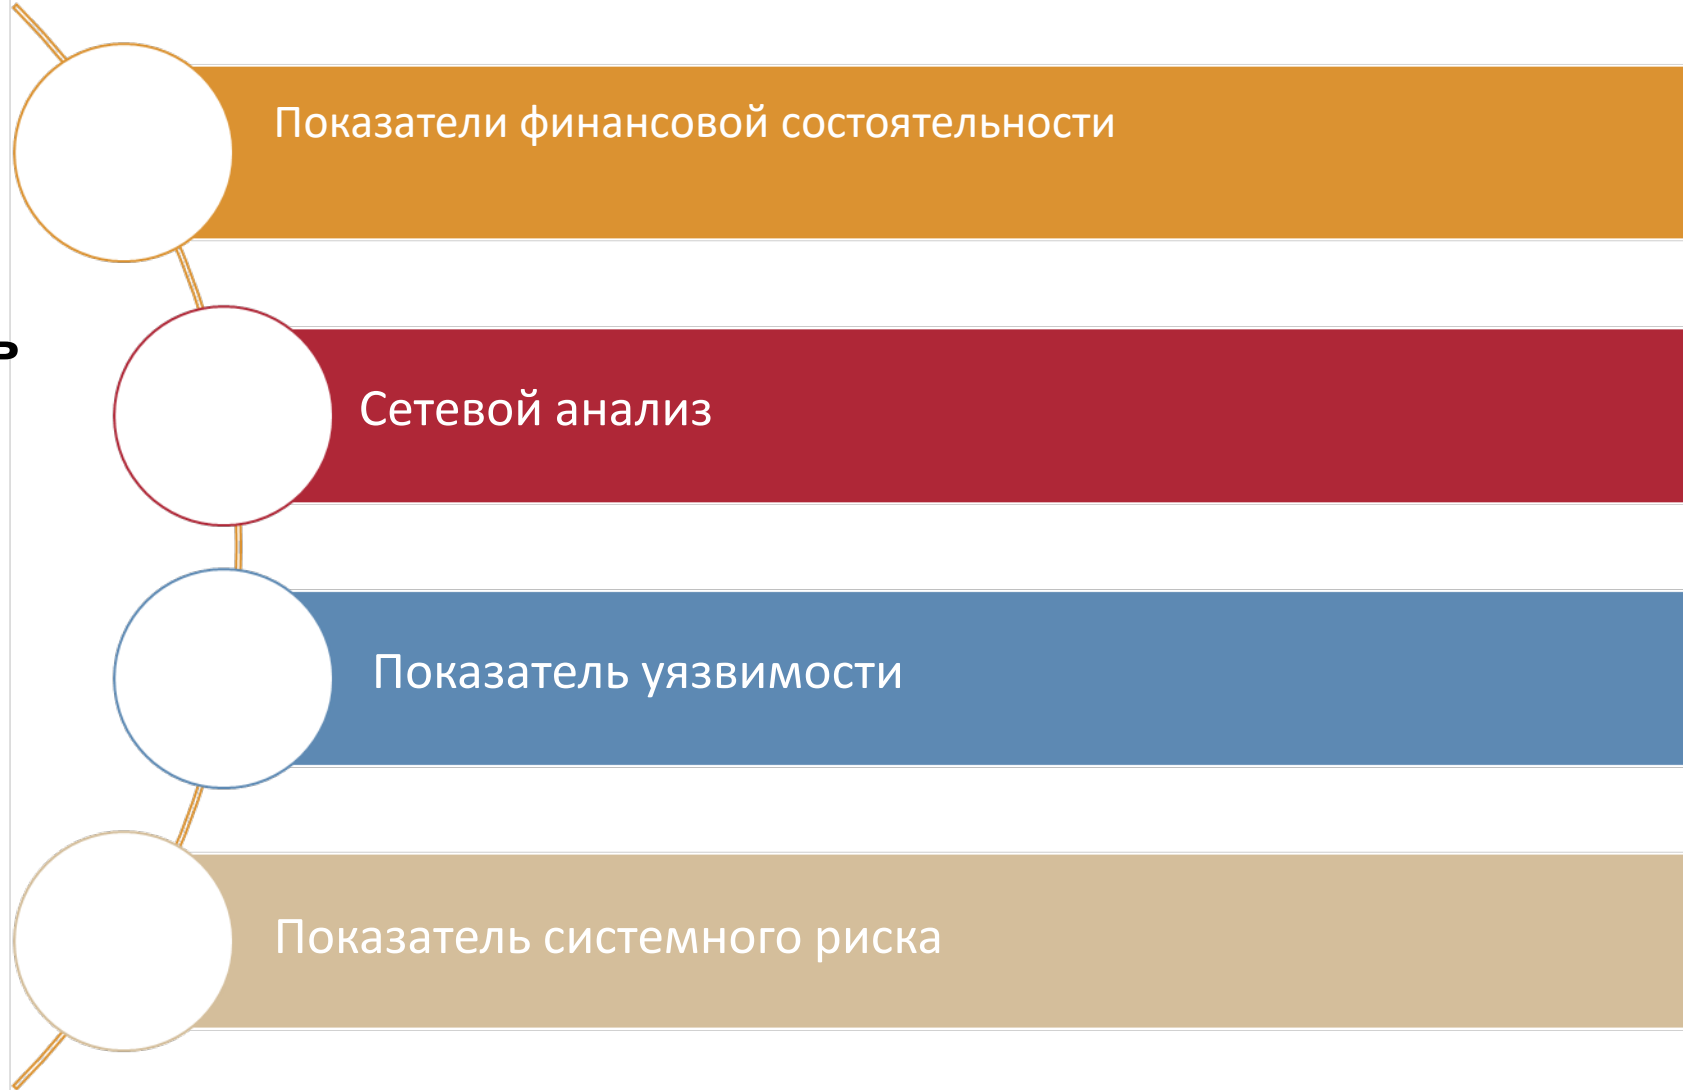 Показатели финансовой состоятельности
Сетевой анализ
Показатель уязвимости
Показатель системного риска